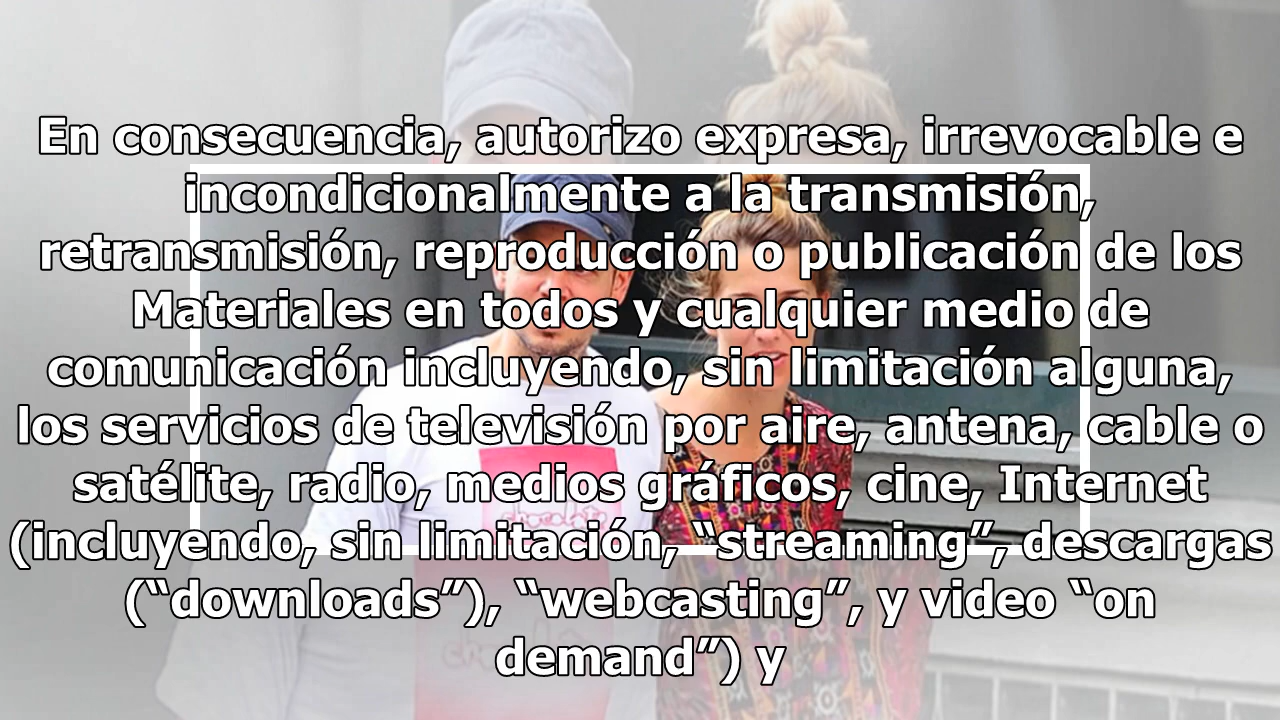 En consecuencia, autorizo expresa, irrevocable e
incondicionalmente a la transmisión,
retransmisión, reproducción o publicación de los
Materiales en todos y cualquier medio de
comunicación incluyendo, sin limitación alguna,
los servicios de televisión por aire, antena, cable o
satélite, radio, medios gráficos, cine, Internet
(incluyendo, sin limitación, “streaming”, descargas
(“downloads”), “webcasting”, y video “on
demand”) y
chocolate